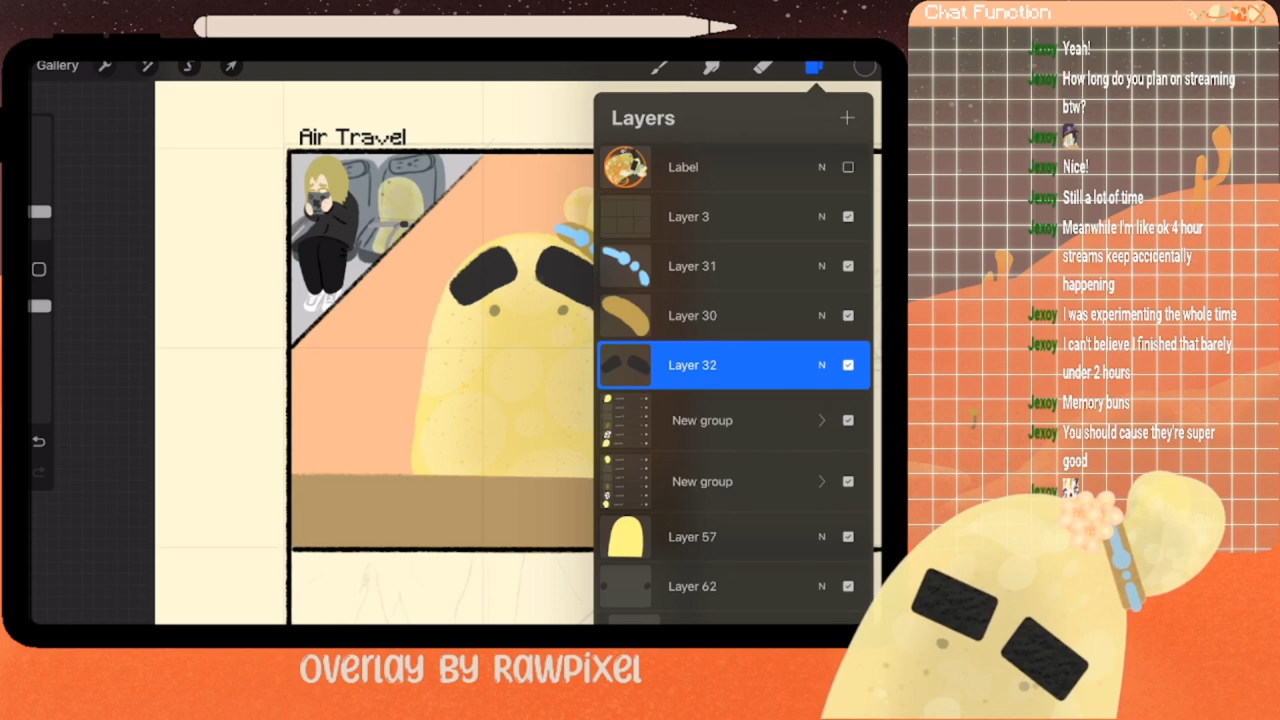 Chat Function
Gallery
Air Travel
Layers
Label N
Layer 3 N
Layer 31 N
Layer 30 N
Layer 32 N
New group
New group
Layer 57 N
Layer 62 N
Jexoy Yeah!
Jexoy How long do you plan on streaming
btw?
Jexoy
Jexoy Nice!
Jexoy Still a lot of time
Jexoy Meanwhile I'm like ok 4 hour
streams keep accidentally
happening
Jexoy I was experimenting the whole time
Jexoy I can't believe I finished that barely
under 2 hours
Jexoy Memory buns
Jexoy You should cause they're super
good
Jexoy
Overlay by Rawpixel